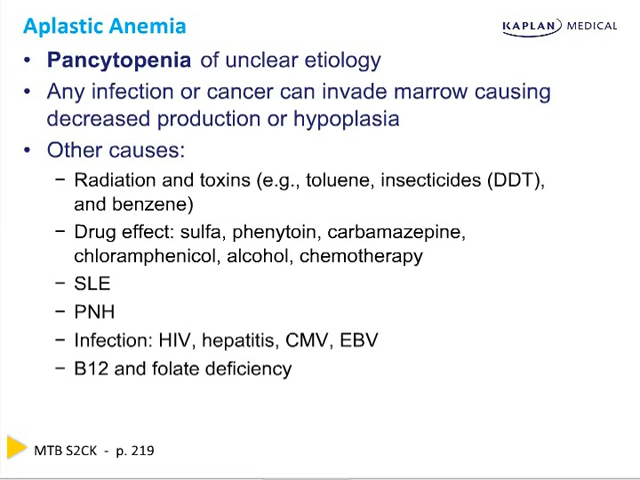 Aplastic Anemia
KAPLAN MEDICAL
• Pancytopenia of unclear etiology
• Any infection or cancer can invade marrow causing
decreased production or hypoplasia
• Other causes:
− Radiation and toxins (e.g., toluene, insecticides (DDT),
and benzene)
− Drug effect: sulfa, phenytoin, carbamazepine,
chloramphenicol, alcohol, chemotherapy
− SLE
− PNH
− Infection: HIV, hepatitis, CMV, EBV
− B12 and folate deficiency
MTB S2CK - p. 219